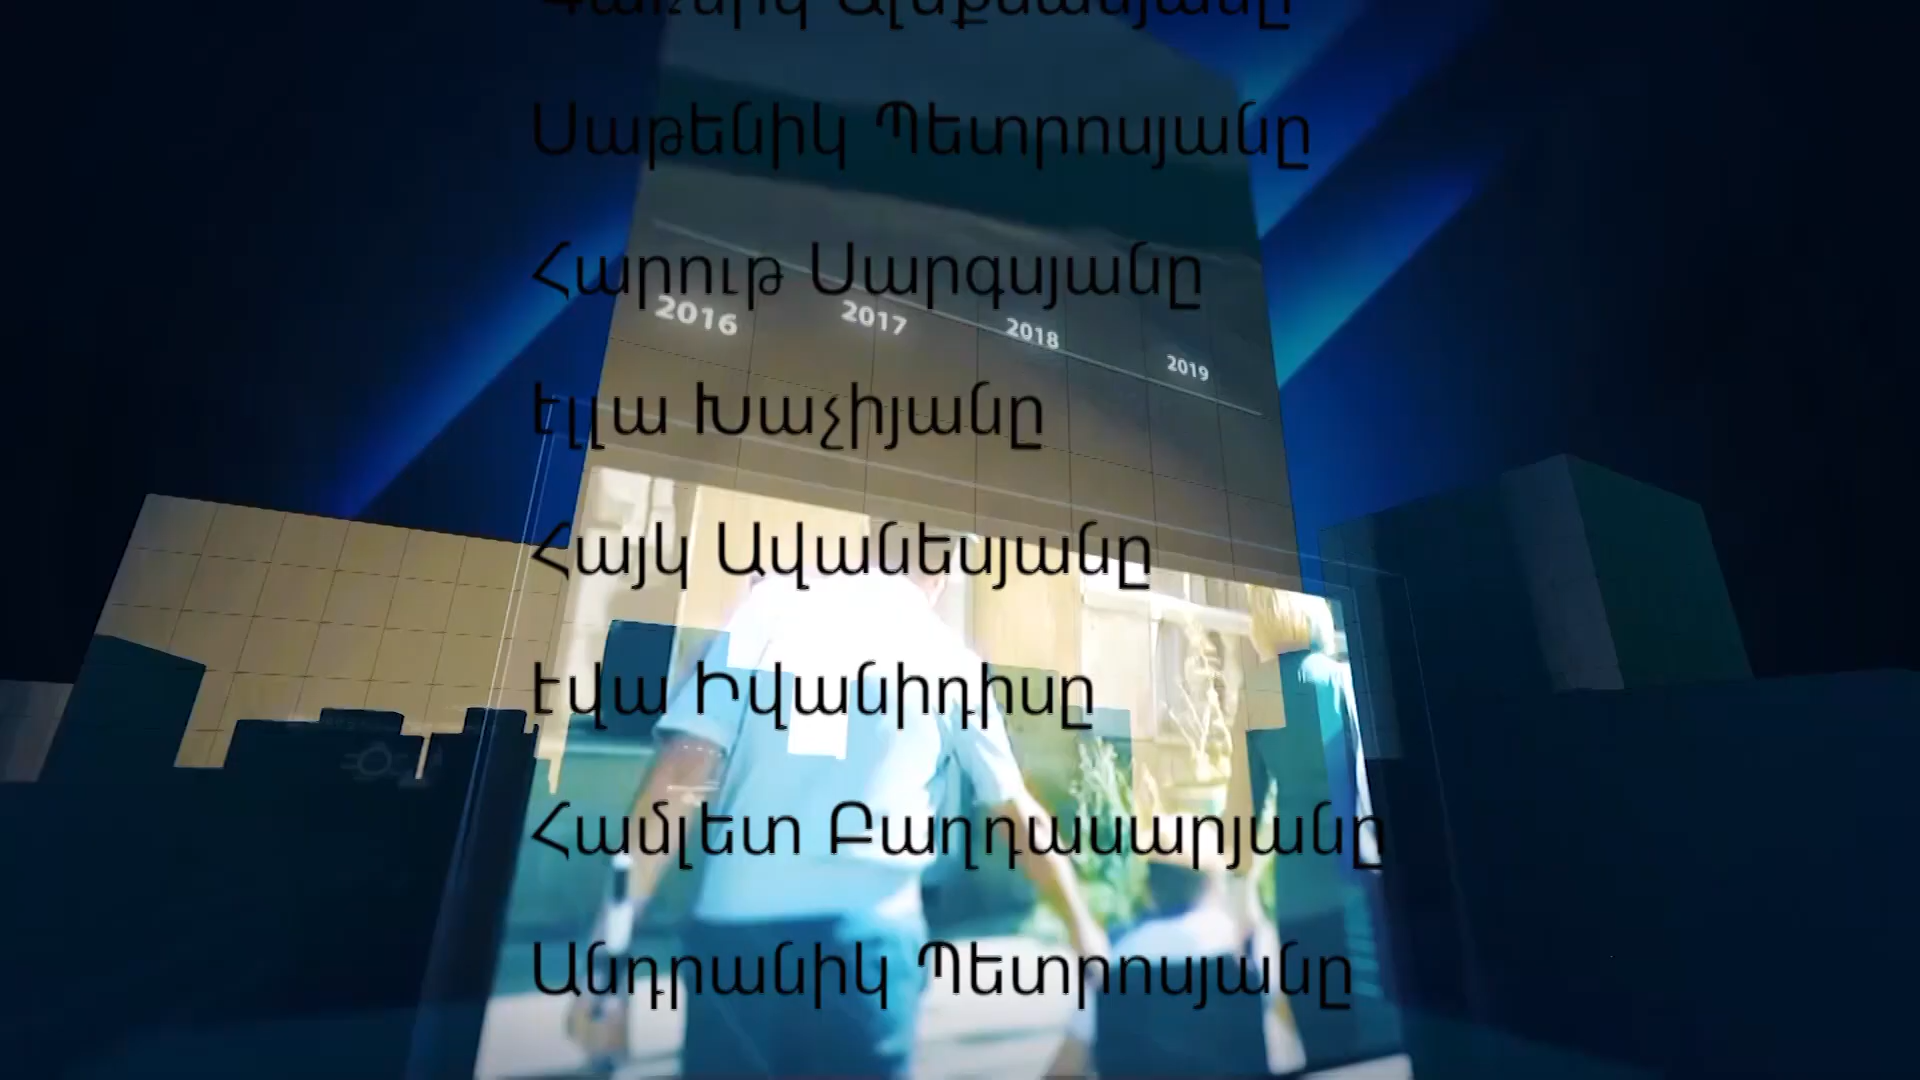 Սաթենիկ Պետրոսյանը
Հարութ Սարգսյանը
2016 2017 2018 2019
Էլլա Խաչիյանը
Հայկ Ավանեսյանը
Էվա Իվանիդիսը
Համլետ Բաղդասարյանը
Անդրանիկ Պետրոսյանը